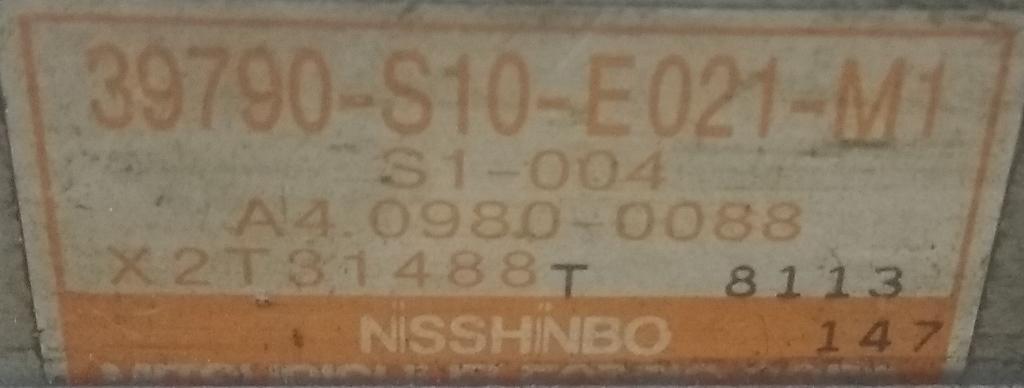 39790-S10-E021-M1
S1-004
A4.0980-0088
X2T31488T 8113
NISSHINBO 147